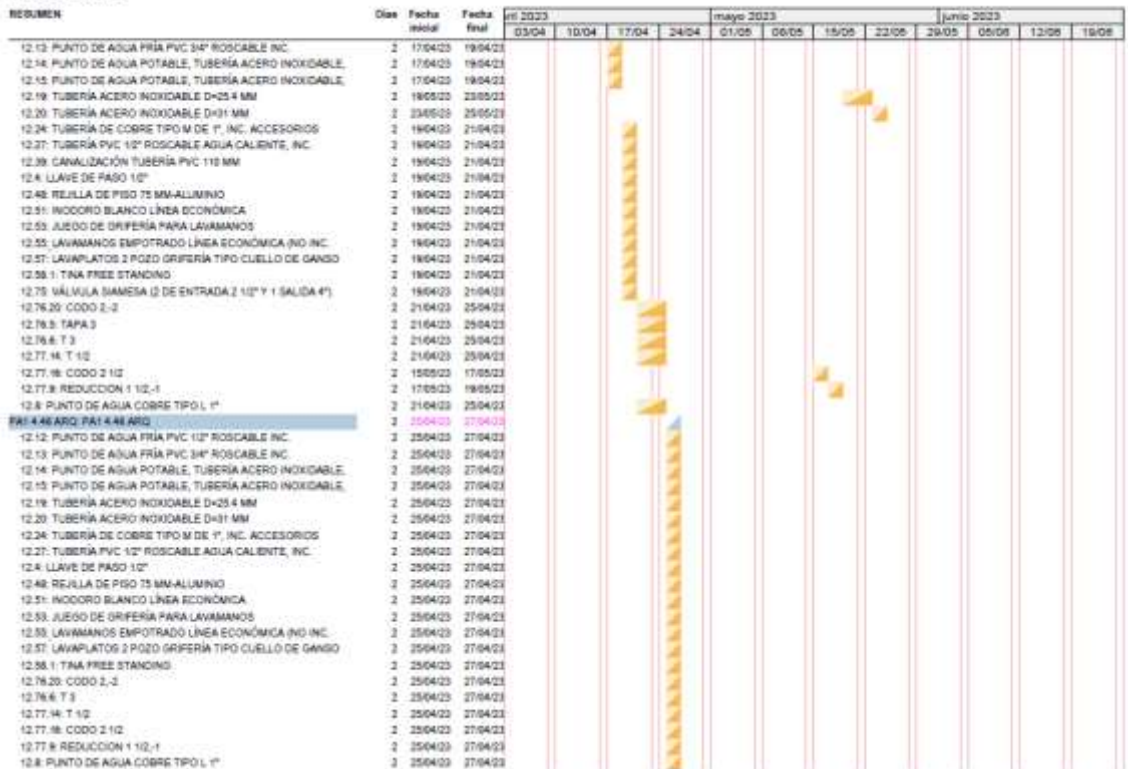 RESUMEN Días Fecha inicial Fecha final ril 2023 mayo 2023 junio 2023
03/04 10/04 17/04 24/04 01/05 08/05 15/05 22/05 29/05 05/06 12/06 19/06
12.13: PUNTO DE AGUA FRÍA PVC 3/4" ROSCABLE INC. 2 17/04/23 19/04/23
12.14: PUNTO DE AGUA POTABLE, TUBERÍA ACERO INOXIDABLE, 2 17/04/23 19/04/23
12.15: PUNTO DE AGUA POTABLE, TUBERÍA ACERO INOXIDABLE, 2 17/04/23 19/04/23
12.19: TUBERÍA ACERO INOXIDABLE D=25.4 MM 2 19/05/23 23/05/23
12.20: TUBERÍA ACERO INOXIDABLE D=31 MM 2 23/05/23 25/05/23
12.24: TUBERÍA DE COBRE TIPO M DE 1", INC. ACCESORIOS 2 19/04/23 21/04/23
12.27: TUBERÍA PVC 1/2" ROSCABLE AGUA CALIENTE, INC. 2 19/04/23 21/04/23
12.39: CANALIZACIÓN TUBERÍA PVC 110 MM 2 19/04/23 21/04/23
12.4: LLAVE DE PASO 1/2" 2 19/04/23 21/04/23
12.48: REJILLA DE PISO 75 MM-ALUMINIO 2 19/04/23 21/04/23
12.51: INODORO BLANCO LÍNEA ECONÓMICA 2 19/04/23 21/04/23
12.53: JUEGO DE GRIFERÍA PARA LAVAMANOS 2 19/04/23 21/04/23
12.55: LAVAMANOS EMPOTRADO LÍNEA ECONÓMICA (NO INC. 2 19/04/23 21/04/23
12.57: LAVAPLATOS 2 POZO GRIFERÍA TIPO CUELLO DE GANSO 2 19/04/23 21/04/23
12.58.1: TINA FREE STANDING 2 19/04/23 21/04/23
12.75: VÁLVULA SIAMESA (2 DE ENTRADA 2 1/2" Y 1 SALIDA 4") 2 19/04/23 21/04/23
12.76.20: CODO 2,-2 2 21/04/23 25/04/23
12.76.5: TAPA 3 2 21/04/23 25/04/23
12.76.6: T 3 2 21/04/23 25/04/23
12.77.14: T 1/2 2 21/04/23 25/04/23
12.77.18: CODO 2 1/2 2 15/05/23 17/05/23
12.77.9: REDUCCION 1 1/2,-1 2 17/05/23 19/05/23
12.8: PUNTO DE AGUA COBRE TIPO L 1" 2 21/04/23 25/04/23
PA1 4.46 ARQ: PA1 4.46 ARQ 2 25/04/23 27/04/23
12.12: PUNTO DE AGUA FRÍA PVC 1/2" ROSCABLE INC. 2 25/04/23 27/04/23
12.13: PUNTO DE AGUA FRÍA PVC 3/4" ROSCABLE INC. 2 25/04/23 27/04/23
12.14: PUNTO DE AGUA POTABLE, TUBERÍA ACERO INOXIDABLE, 2 25/04/23 27/04/23
12.15: PUNTO DE AGUA POTABLE, TUBERÍA ACERO INOXIDABLE, 2 25/04/23 27/04/23
12.19: TUBERÍA ACERO INOXIDABLE D=25.4 MM 2 25/04/23 27/04/23
12.20: TUBERÍA ACERO INOXIDABLE D=31 MM 2 25/04/23 27/04/23
12.24: TUBERÍA DE COBRE TIPO M DE 1", INC. ACCESORIOS 2 25/04/23 27/04/23
12.27: TUBERÍA PVC 1/2" ROSCABLE AGUA CALIENTE, INC. 2 25/04/23 27/04/23
12.4: LLAVE DE PASO 1/2" 2 25/04/23 27/04/23
12.48: REJILLA DE PISO 75 MM-ALUMINIO 2 25/04/23 27/04/23
12.51: INODORO BLANCO LÍNEA ECONÓMICA 2 25/04/23 27/04/23
12.53: JUEGO DE GRIFERÍA PARA LAVAMANOS 2 25/04/23 27/04/23
12.55: LAVAMANOS EMPOTRADO LÍNEA ECONÓMICA (NO INC. 2 25/04/23 27/04/23
12.57: LAVAPLATOS 2 POZO GRIFERÍA TIPO CUELLO DE GANSO 2 25/04/23 27/04/23
12.58.1: TINA FREE STANDING 2 25/04/23 27/04/23
12.76.20: CODO 2,-2 2 25/04/23 27/04/23
12.76.6: T 3 2 25/04/23 27/04/23
12.77.14: T 1/2 2 25/04/23 27/04/23
12.77.18: CODO 2 1/2 2 25/04/23 27/04/23
12.77.9: REDUCCION 1 1/2,-1 2 25/04/23 27/04/23
12.8: PUNTO DE AGUA COBRE TIPO L 1" 2 25/04/23 27/04/23